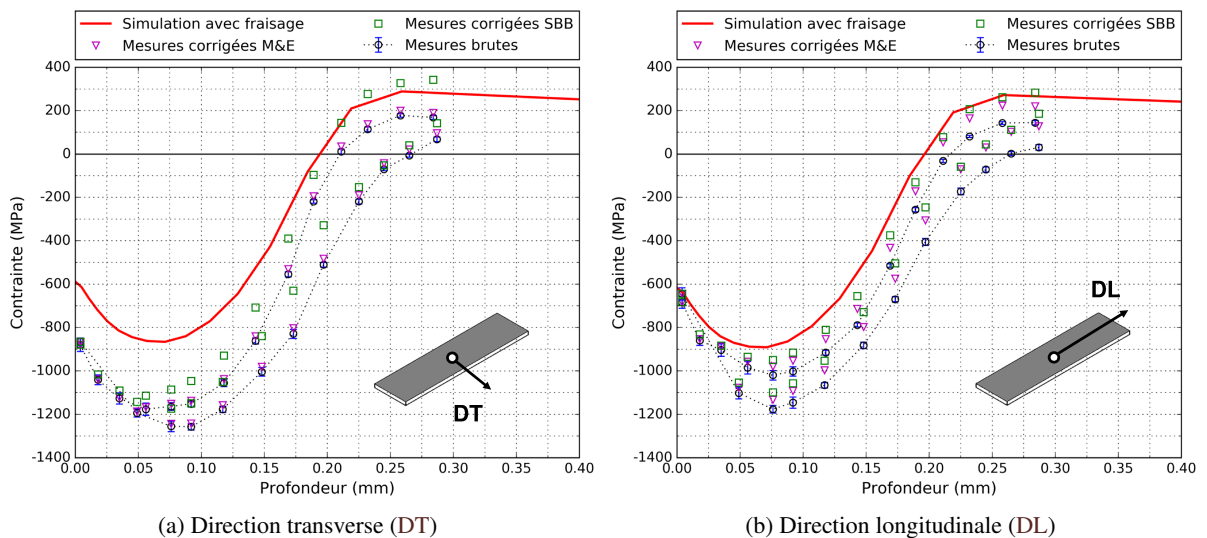 Simulation avec fraisage
Mesures corrigées SBB
Mesures corrigées M&E
Mesures brutes
Contrainte (MPa)
400
200
0
-200
-400
-600
-800
-1000
-1200
-1400
DT
0.00 0.05 0.10 0.15 0.20 0.25 0.30 0.35 0.40
Profondeur (mm)
(a) Direction transverse (DT)
Simulation avec fraisage
Mesures corrigées SBB
Mesures corrigées M&E
Mesures brutes
Contrainte (MPa)
400
200
0
-200
-400
-600
-800
-1000
-1200
-1400
DL
0.00 0.05 0.10 0.15 0.20 0.25 0.30 0.35 0.40
Profondeur (mm)
(b) Direction longitudinale (DL)